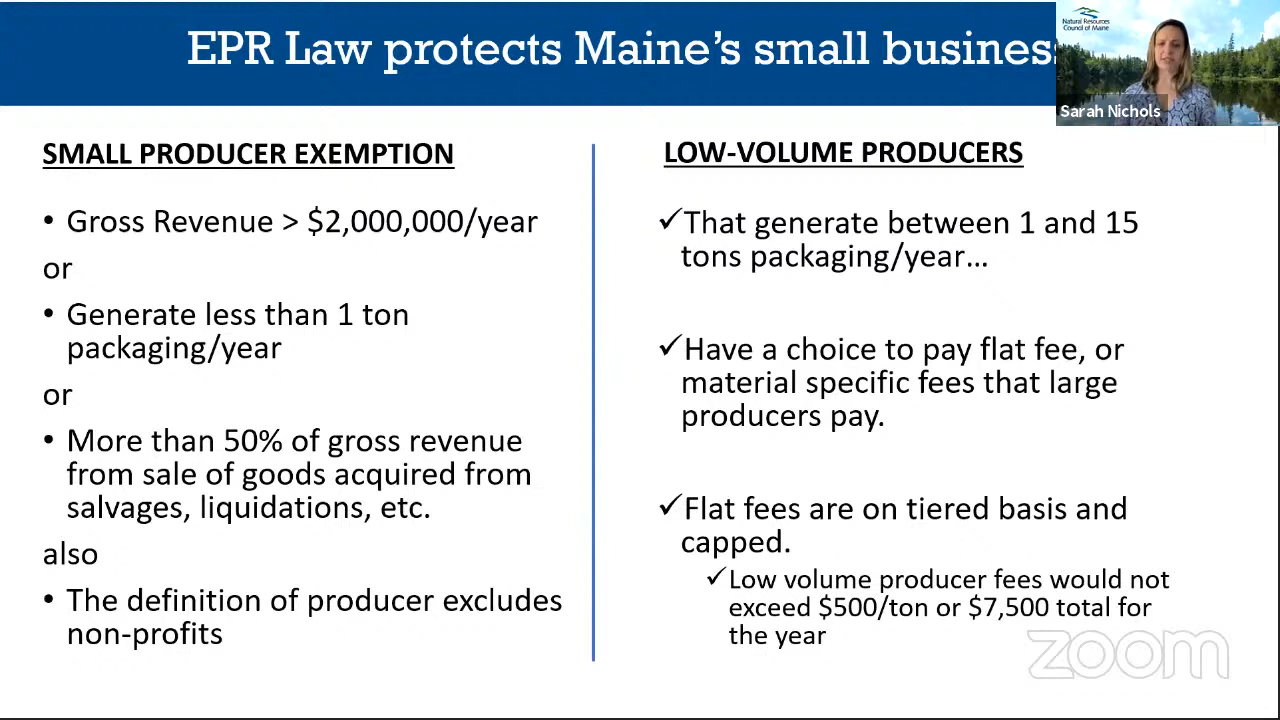 EPR Law protects Maine's small business
Natural Resources
Council of Maine
Sarah Nichols
SMALL PRODUCER EXEMPTION
• Gross Revenue > $2,000,000/year
or
• Generate less than 1 ton
packaging/year
or
• More than 50% of gross revenue
from sale of goods acquired from
salvages, liquidations, etc.
also
• The definition of producer excludes
non-profits
LOW-VOLUME PRODUCERS
✓That generate between 1 and 15
tons packaging/year…
✓Have a choice to pay flat fee, or
material specific fees that large
producers pay.
✓Flat fees are on tiered basis and
capped.
✓Low volume producer fees would not
exceed $500/ton or $7,500 total for
the year
zoom